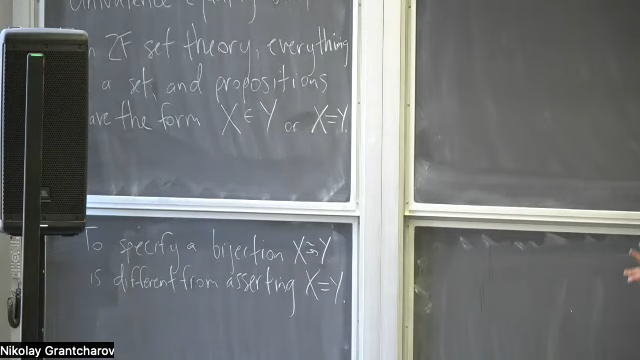 Univalence
ZF set theory, everything
a set, and propositions
the form X ∈ Y or X=Y.
To specify a bijection X≅Y
is different from asserting X=Y.
Nikolay Grantcharov